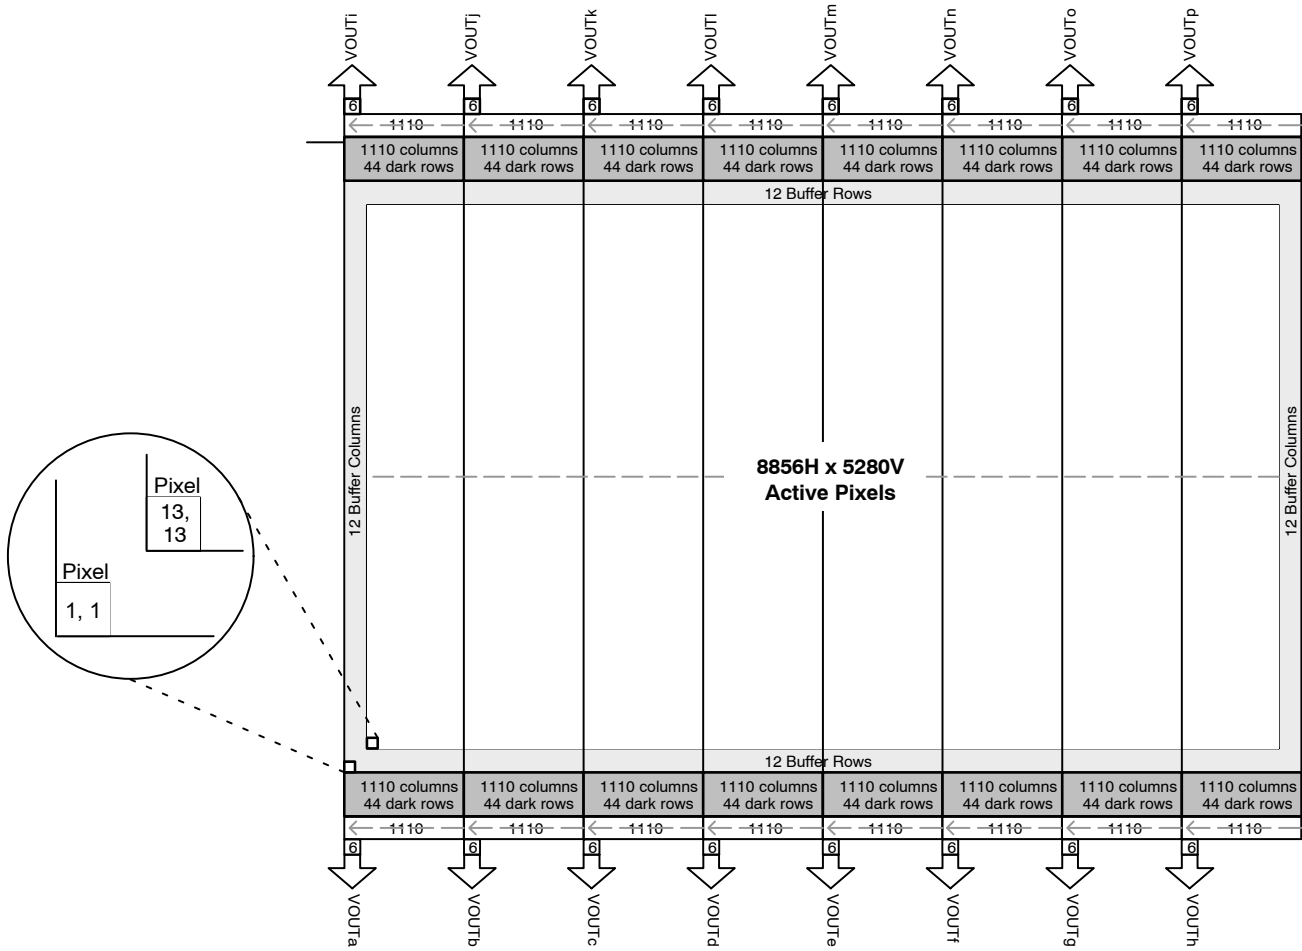 VOUTi VOUTj VOUTk VOUTl VOUTm VOUTn VOUTo VOUTp
6 6 6 6 6 6 6 6
1110 1110 1110 1110 1110 1110 1110 1110
1110 columns 1110 columns 1110 columns 1110 columns 1110 columns 1110 columns 1110 columns 1110 columns
44 dark rows 44 dark rows 44 dark rows 44 dark rows 44 dark rows 44 dark rows 44 dark rows 44 dark rows
12 Buffer Rows
12 Buffer Columns
8856H x 5280V
Active Pixels
12 Buffer Columns
Pixel
13,
13
Pixel
1, 1
12 Buffer Rows
1110 columns 1110 columns 1110 columns 1110 columns 1110 columns 1110 columns 1110 columns 1110 columns
44 dark rows 44 dark rows 44 dark rows 44 dark rows 44 dark rows 44 dark rows 44 dark rows 44 dark rows
1110 1110 1110 1110 1110 1110 1110 1110
6 6 6 6 6 6 6 6
VOUTa VOUTb VOUTc VOUTd VOUTe VOUTf VOUTg VOUTh